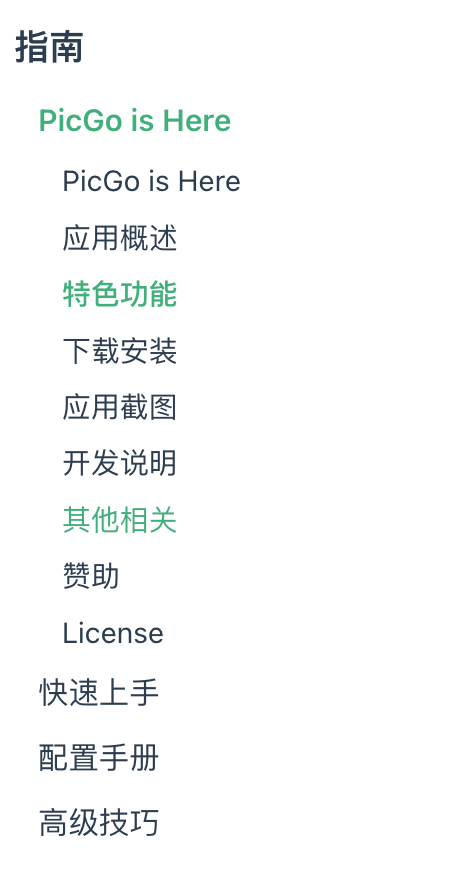 指南
PicGo is Here
PicGo is Here
应用概述
特色功能
下载安装
应用截图
开发说明
其他相关
赞助
License
快速上手
配置手册
高级技巧